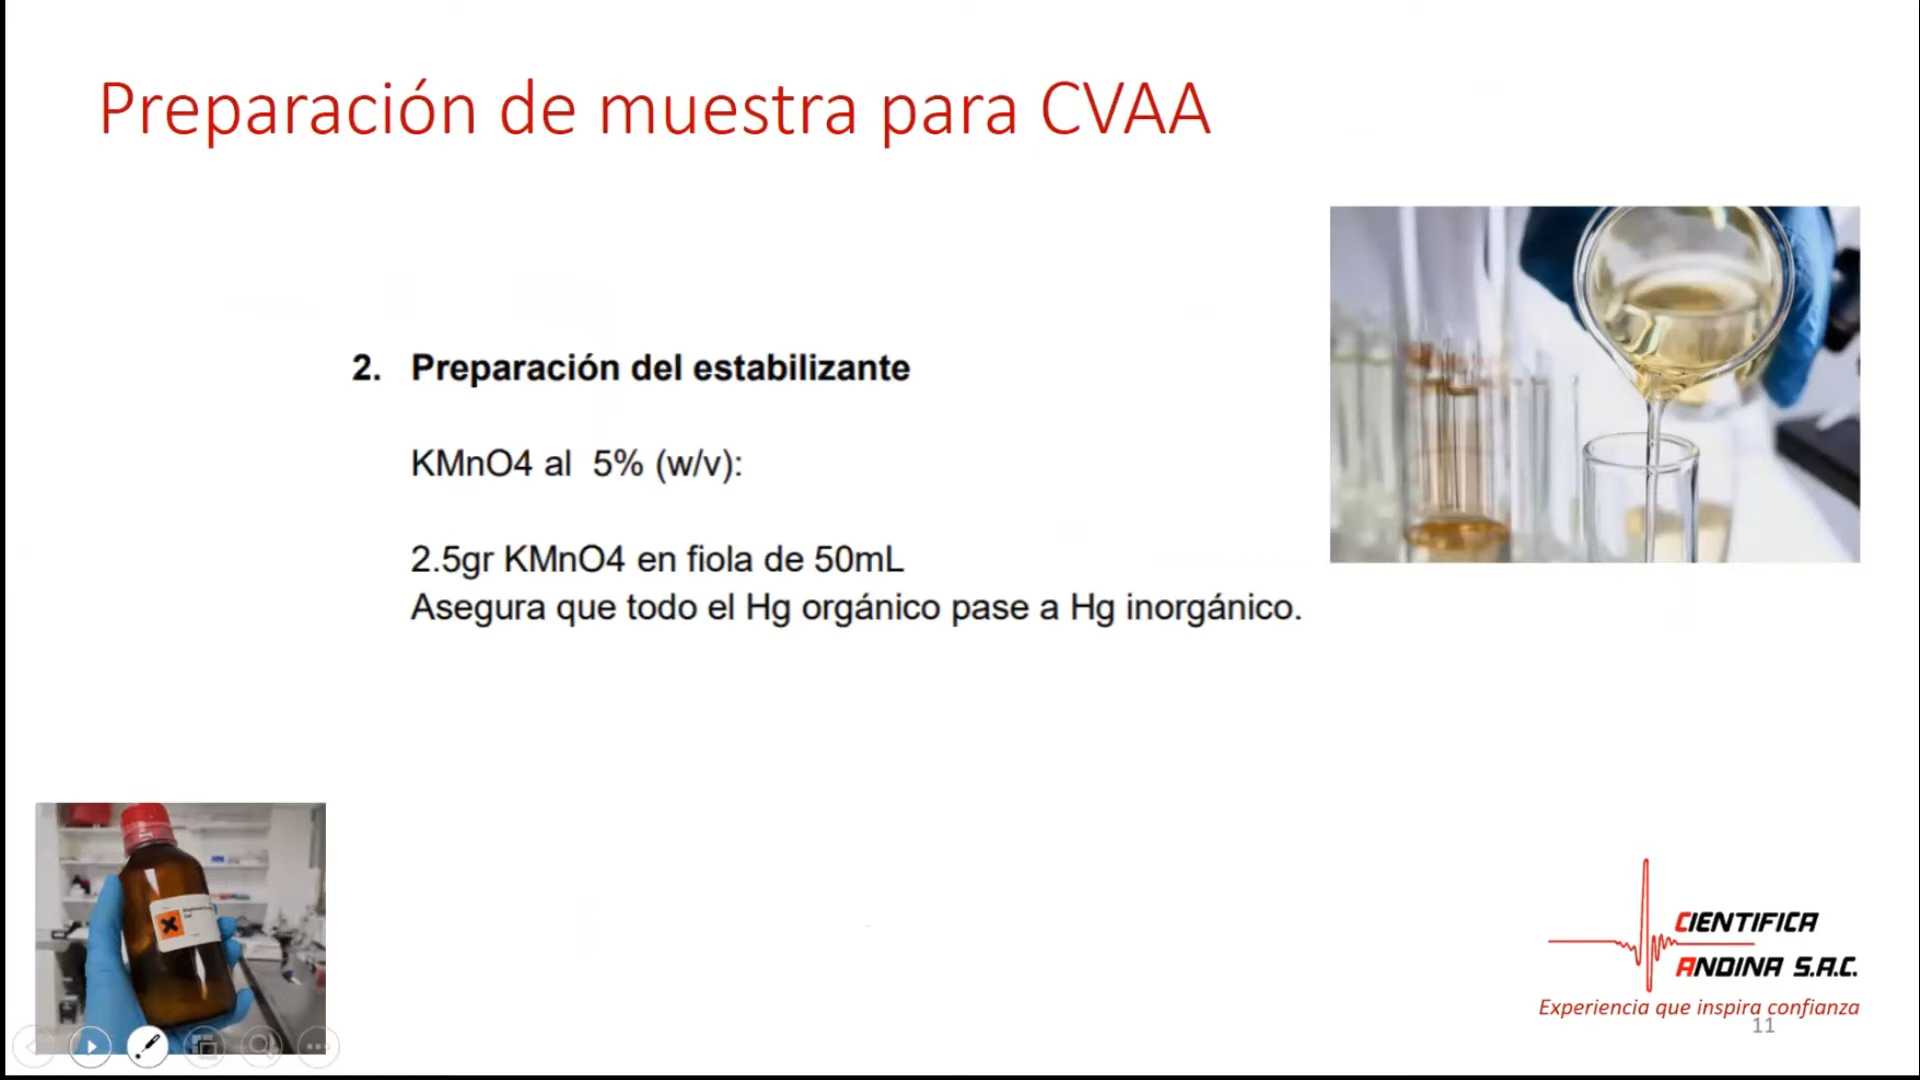 Preparación de muestra para CVAA
2. Preparación del estabilizante
KMnO4 al 5% (w/v):
2.5gr KMnO4 en fiola de 50mL
Asegura que todo el Hg orgánico pase a Hg inorgánico.
CIENTIFICA
ANDINA S.A.C.
Experiencia que inspira confianza
11